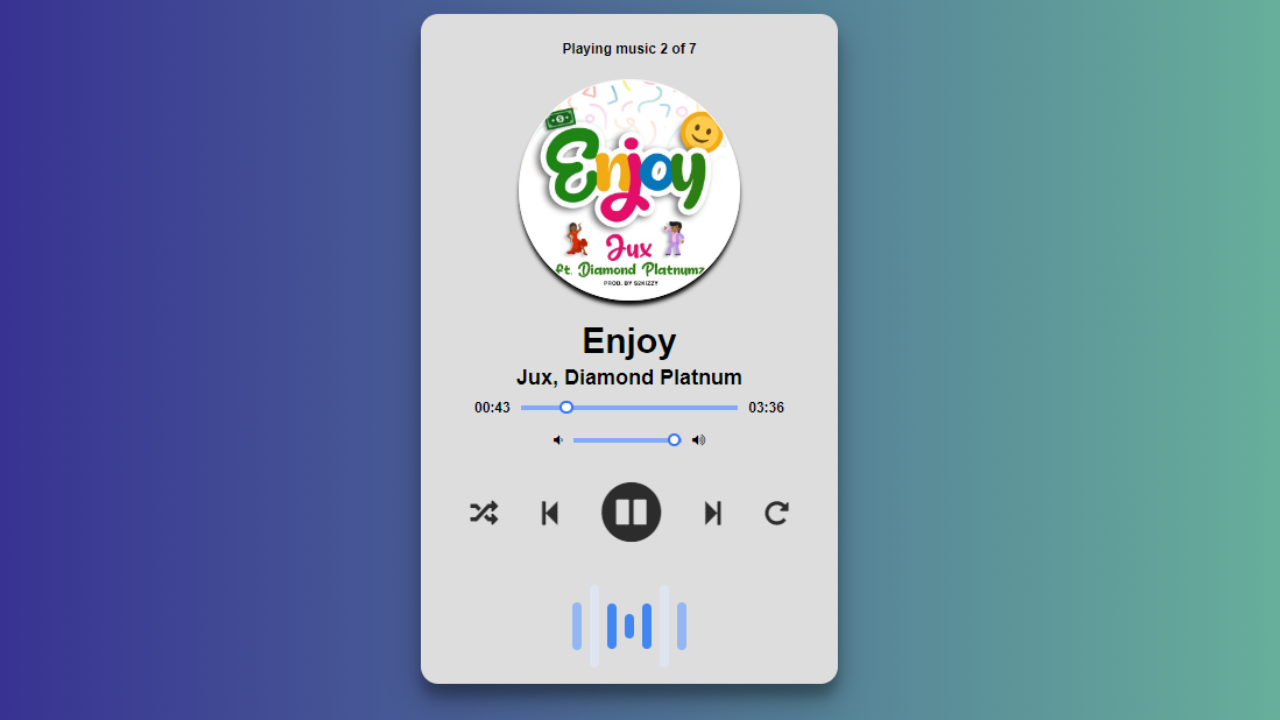 Playing music 2 of 7
Enjoy
Jux
ft. Diamond Platnumz
PROD. BY S2KIZZY
Enjoy
Jux, Diamond Platnum
00:43 03:36